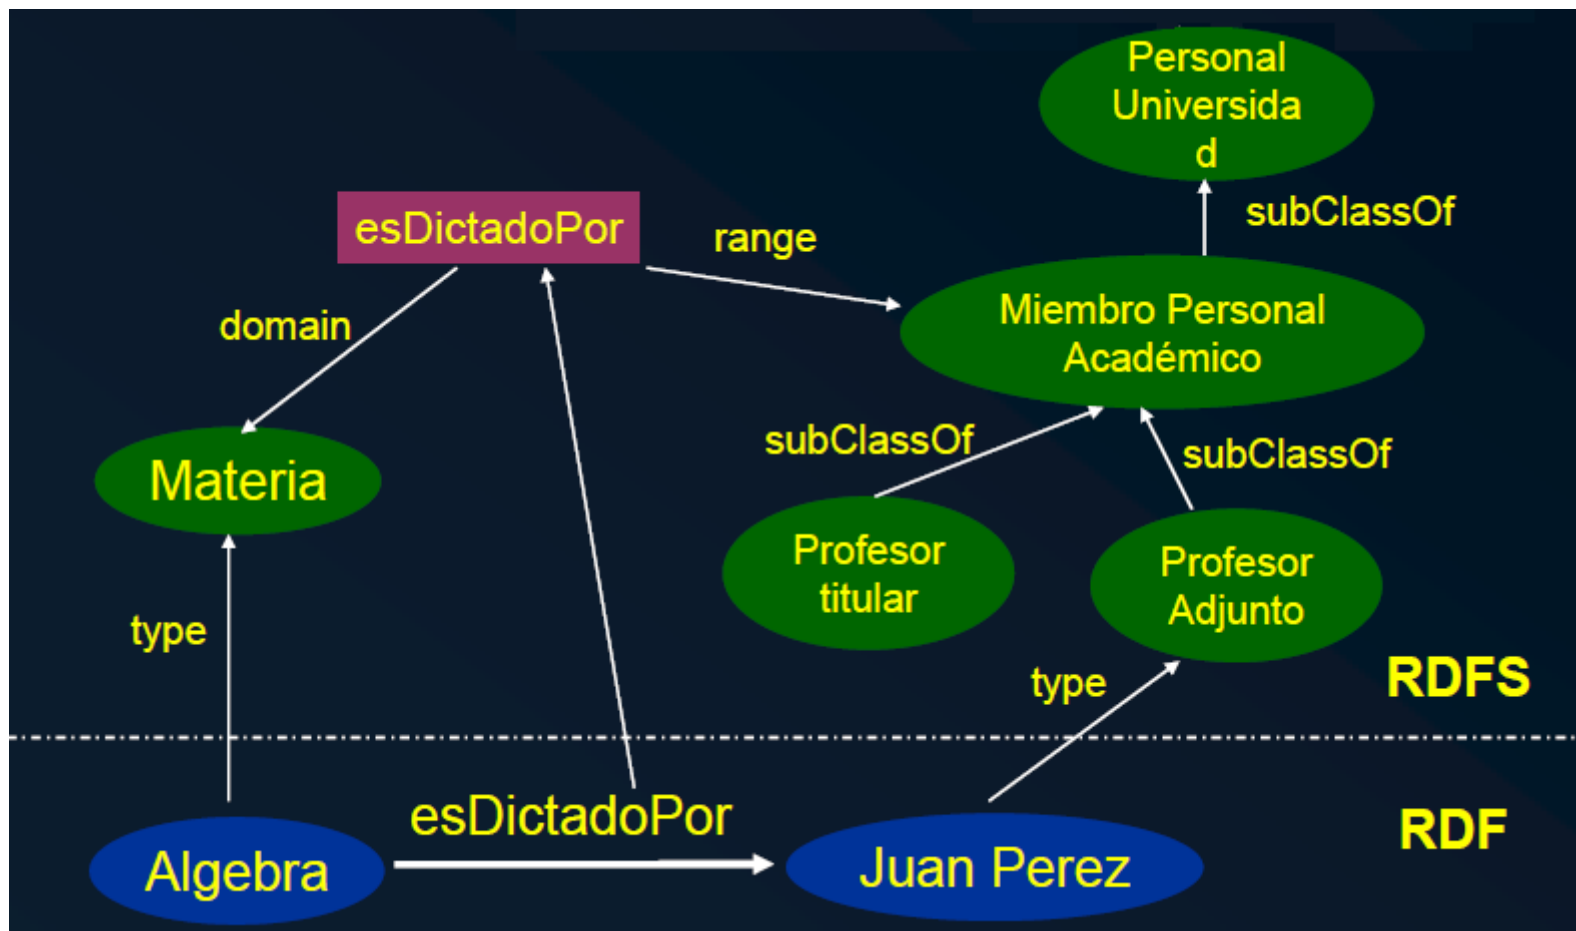 Personal
Universida
d
subClassOf
esDictadoPor
range
Miembro Personal
Académico
domain
subClassOf
subClassOf
Materia
Profesor
titular
Profesor
Adjunto
type
type
RDFS
esDictadoPor
RDF
Algebra
Juan Perez